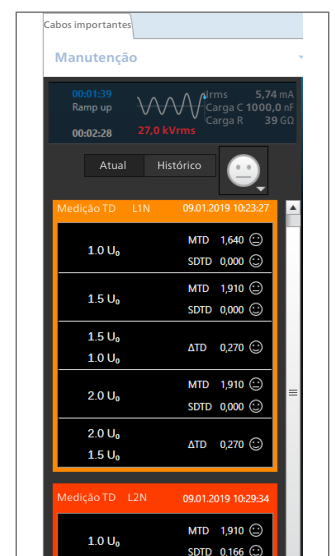 Cabos importantes
Manutenção
00:01:39
Ramp up
00:02:28
27,0 kVrms
Irms 5,74 mA
Carga C 1000,0 nF
Carga R 39 GΩ
Atual Histórico
Medição TD L1N 09.01.2019 10:23:27
1.0 U₀
MTD 1,640
SDTD 0,000
1.5 U₀
MTD 1,910
SDTD 0,000
1.5 U₀
1.0 U₀
ΔTD 0,270
2.0 U₀
MTD 1,910
SDTD 0,000
2.0 U₀
1.5 U₀
ΔTD 0,270
Medição TD L2N 09.01.2019 10:29:34
1.0 U₀
MTD 1,910
SDTD 0,166